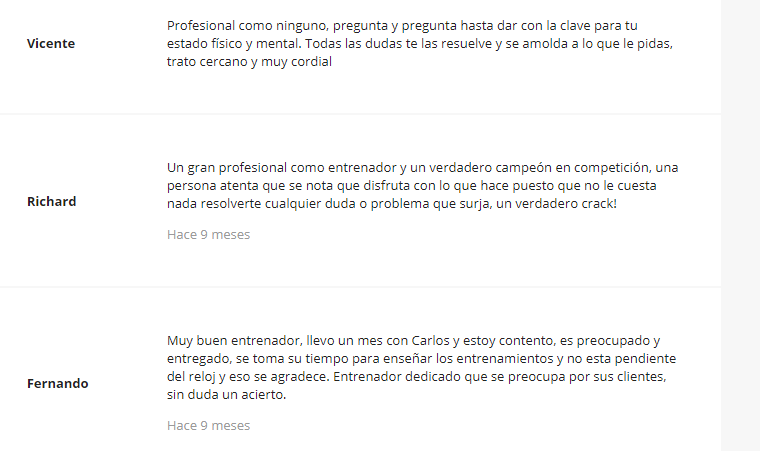 Profesional como ninguno, pregunta y pregunta hasta dar con la clave para tu
Vicente
estado físico y mental. Todas las dudas te las resuelve y se amolda a lo que le pidas,
trato cercano y muy cordial
Un gran profesional como entrenador y un verdadero campeón en competición, una
persona atenta que se nota que disfruta con lo que hace puesto que no le cuesta
Richard
nada resolverte cualquier duda o problema que surja, un verdadero crack!
Hace 9 meses
Muy buen entrenador, llevo un mes con Carlos y estoy contento, es preocupado y
entregado, se toma su tiempo para enseñar los entrenamientos y no esta pendiente
Fernando
del reloj y eso se agradece. Entrenador dedicado que se preocupa por sus clientes,
sin duda un acierto.
Hace 9 meses